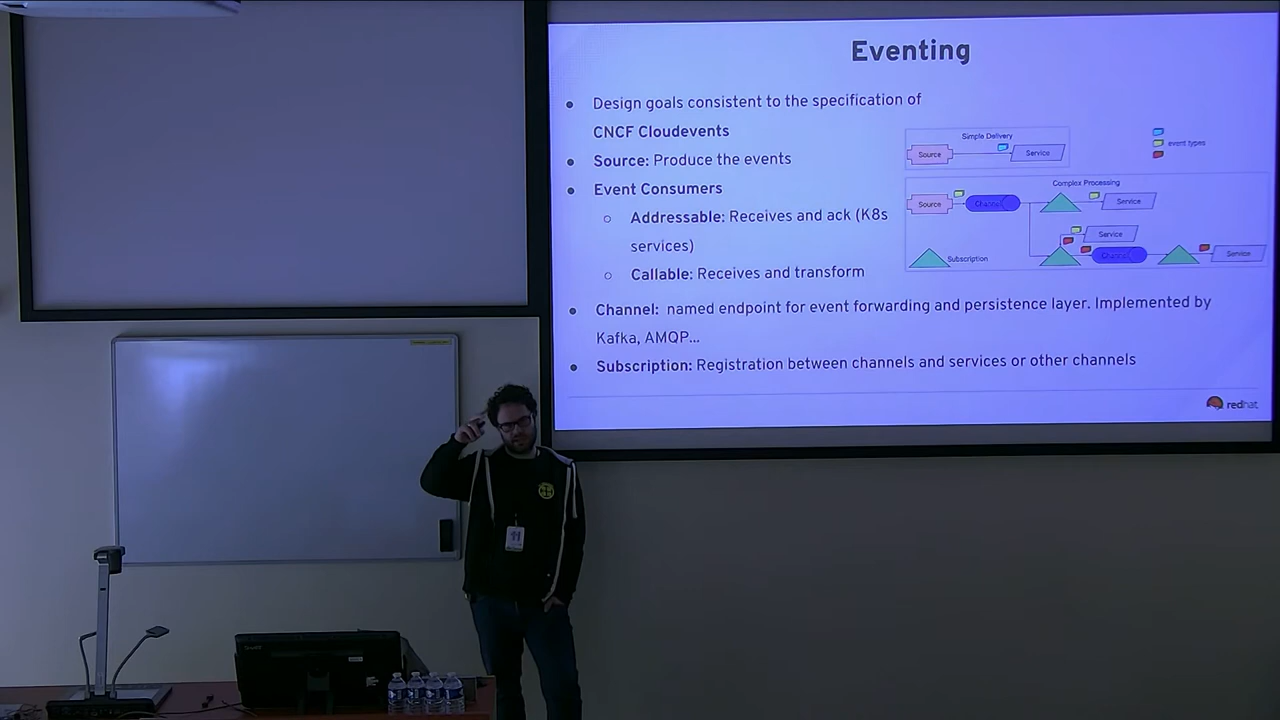 Eventing
Design goals consistent to the specification of
CNCF Cloudevents
Source: Produce the events
Event Consumers
Addressable: Receives and ack (K8s
services)
Callable: Receives and transform
Channel: named endpoint for event forwarding and persistence layer. Implemented by
Kafka, AMQP...
Subscription: Registration between channels and services or other channels
Simple Delivery
Source
Service
event types
Complex Processing
Source
Channel
Service
Service
Subscription
Channel
Service
redhat